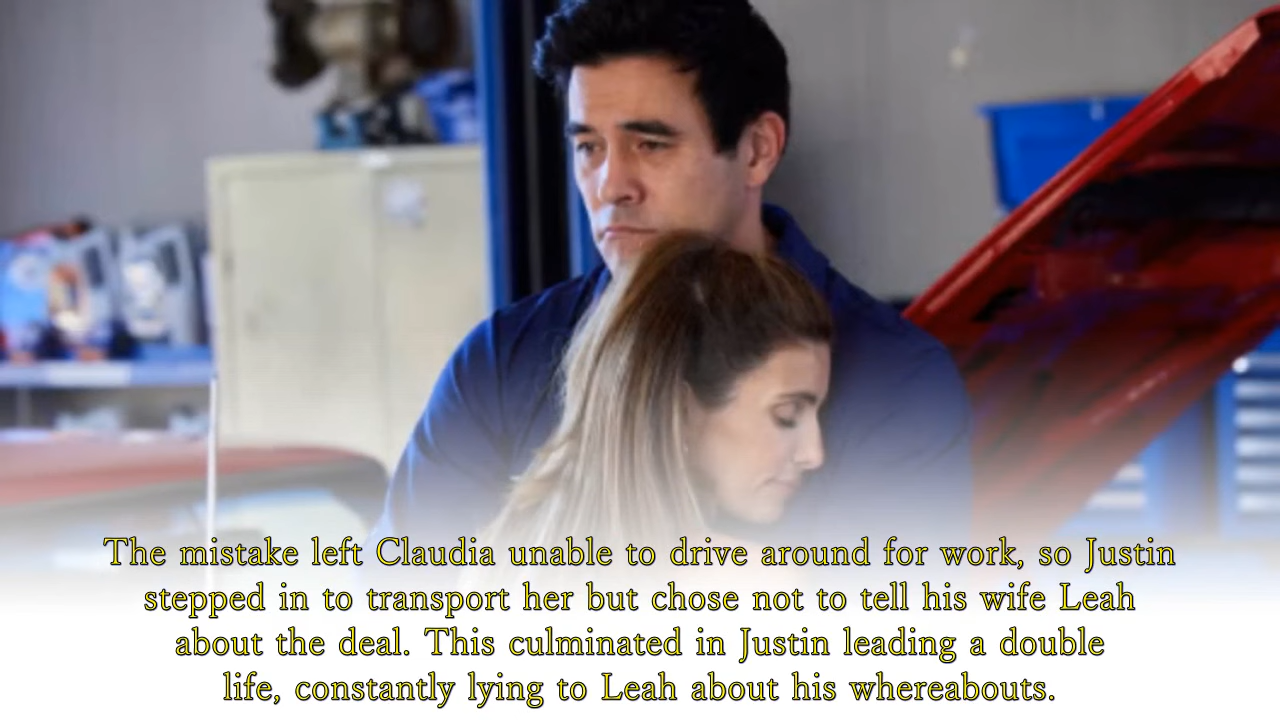 The mistake left Claudia unable to drive around for work, so Justin
stepped in to transport her but chose not to tell his wife Leah
about the deal. This culminated in Justin leading a double
life, constantly lying to Leah about his whereabouts.